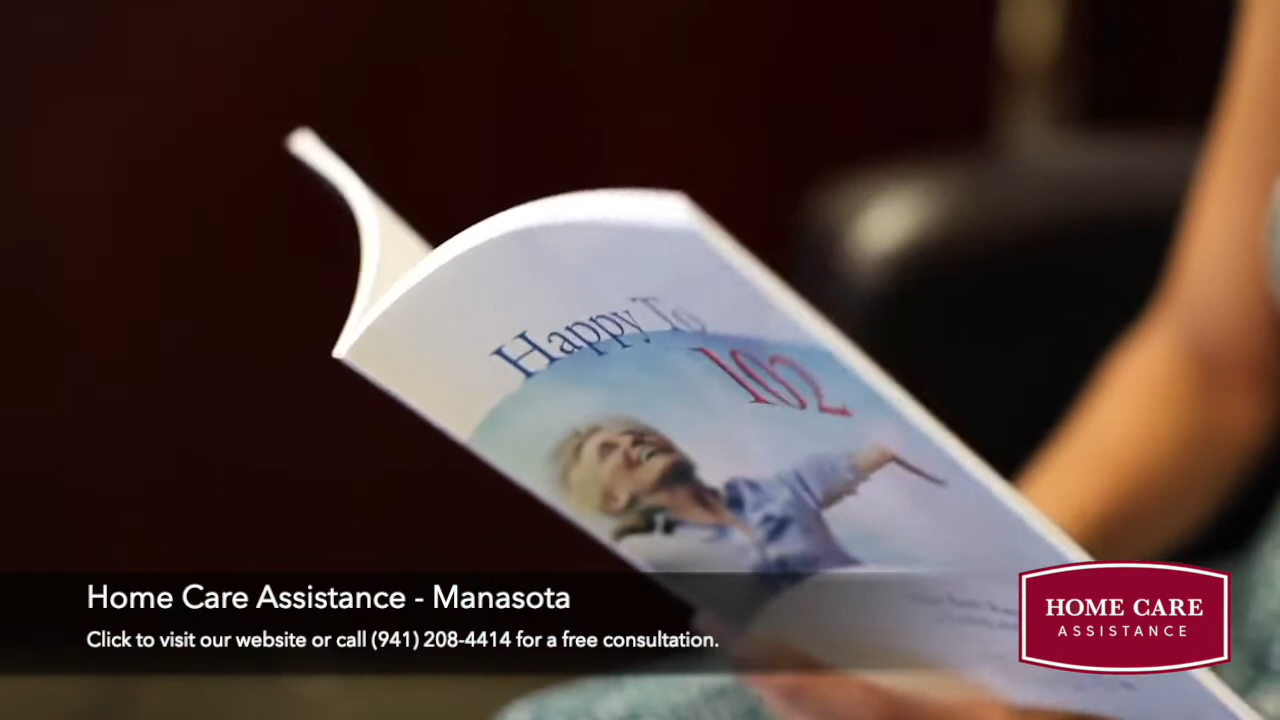 Happy To
102
Home Care Assistance - Manasota
Click to visit our website or call (941) 208-4414 for a free consultation.
HOME CARE
ASSISTANCE